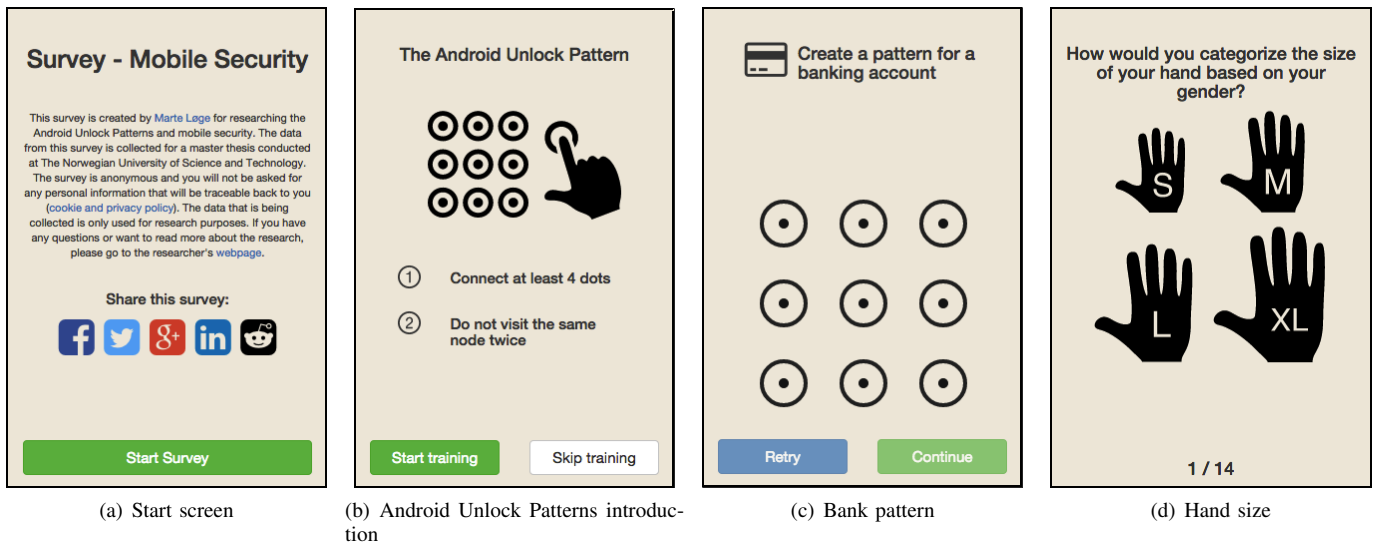 Survey - Mobile Security
This survey is created by Marte Løge for researching the
Android Unlock Patterns and mobile security. The data
from this survey is collected for a master thesis conducted
at The Norwegian University of Science and Technology.
The survey is anonymous and you will not be asked for
any personal information that will be traceable back to you
(cookie and privacy policy). The data that is being
collected is only used for research purposes. If you have
any questions or want to read more about the research,
please go to the researcher's webpage.
Share this survey:
f
g+
in
Start Survey
(a) Start screen
The Android Unlock Pattern
1 Connect at least 4 dots
2 Do not visit the same
node twice
Start training Skip training
(b) Android Unlock Patterns introduc-
tion
Create a pattern for a
banking account
Retry Continue
(c) Bank pattern
How would you categorize the size
of your hand based on your
gender?
S M
L XL
1 / 14
(d) Hand size